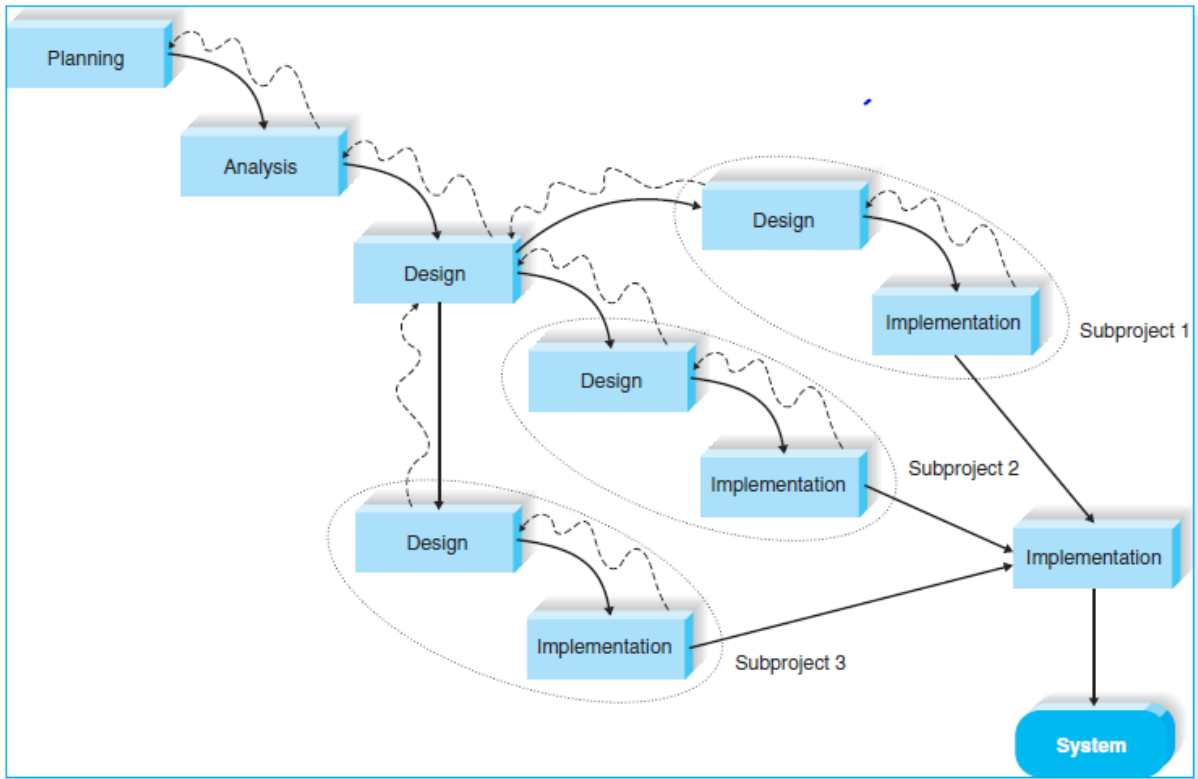 Planning
Analysis
Design
Design
Implementation
Subproject 1
Design
Implementation
Subproject 2
Design
Implementation
Subproject 3
Implementation
System